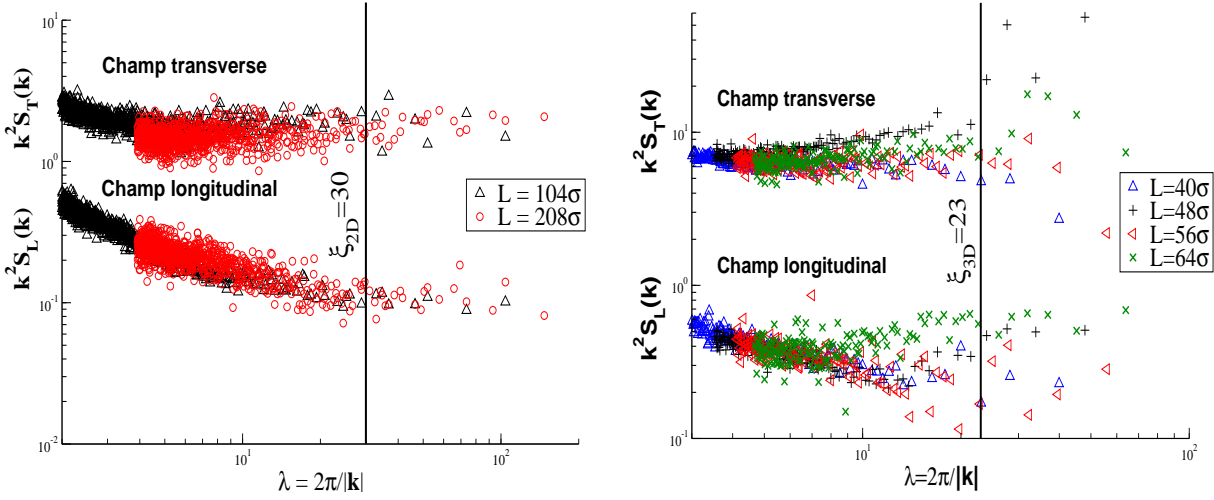 10¹
10⁰
10⁻¹
10⁻²
k²S_T(k)
k²S_L(k)
Champ transverse
Champ longitudinal
ξ_2D=30
L = 104σ
L = 208σ
10¹
10²
λ = 2π/|k|
10¹
10⁰
10⁻¹
k²S_T(k)
k²S_L(k)
Champ transverse
Champ longitudinal
ξ_3D=23
L=40σ
L=48σ
L=56σ
L=64σ
10¹
10²
λ=2π/|k|